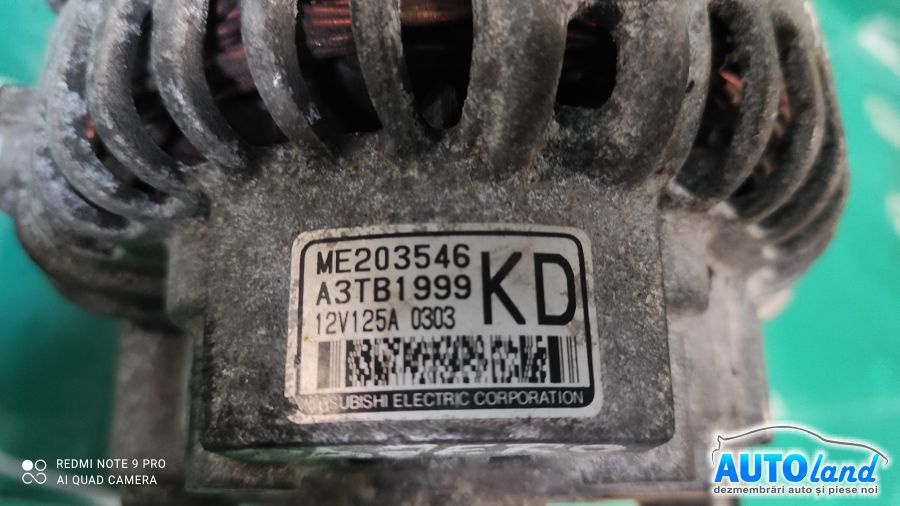 ME203546
A3TB1999
12V125A 0303
KD
ELECTRIC CORPORATION
REDMI NOTE 9 PRO
AI QUAD CAMERA
AUTOland
dezmembrări auto și piese noi